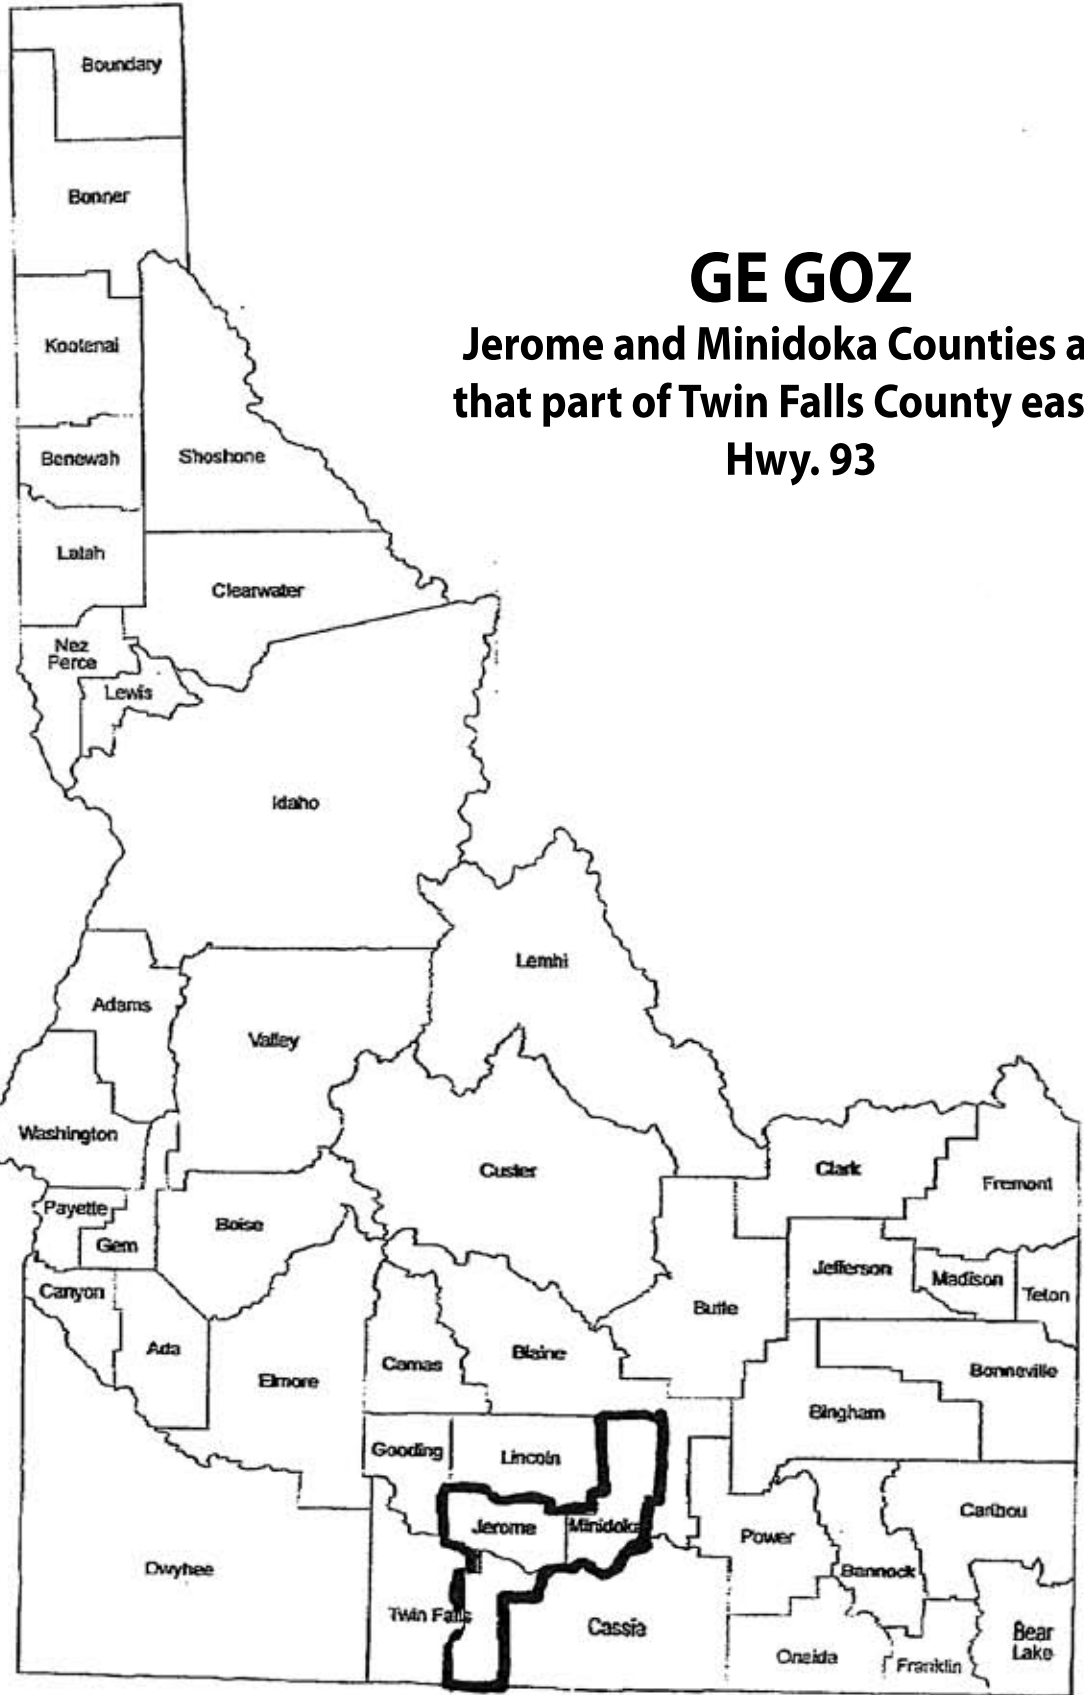 Boundary
Bonner
GE GOZ
Jerome and Minidoka Counties a
that part of Twin Falls County eas
Hwy. 93
Kootenai
Benewah
Shoshone
Latah
Clearwater
Nez
Perce
Lewis
Idaho
Lemhi
Adams
Valley
Washington
Custer
Clark
Fremont
Payette
Boise
Gem
Jefferson
Madison
Teton
Canyon
Butte
Ada
Camas
Blaine
Elmore
Bonneville
Bingham
Gooding
Lincoln
Caribou
Jerome
Minidoka
Power
Owyhee
Bannock
Twin Falls
Cassia
Bear
Lake
Oneida
Franklin